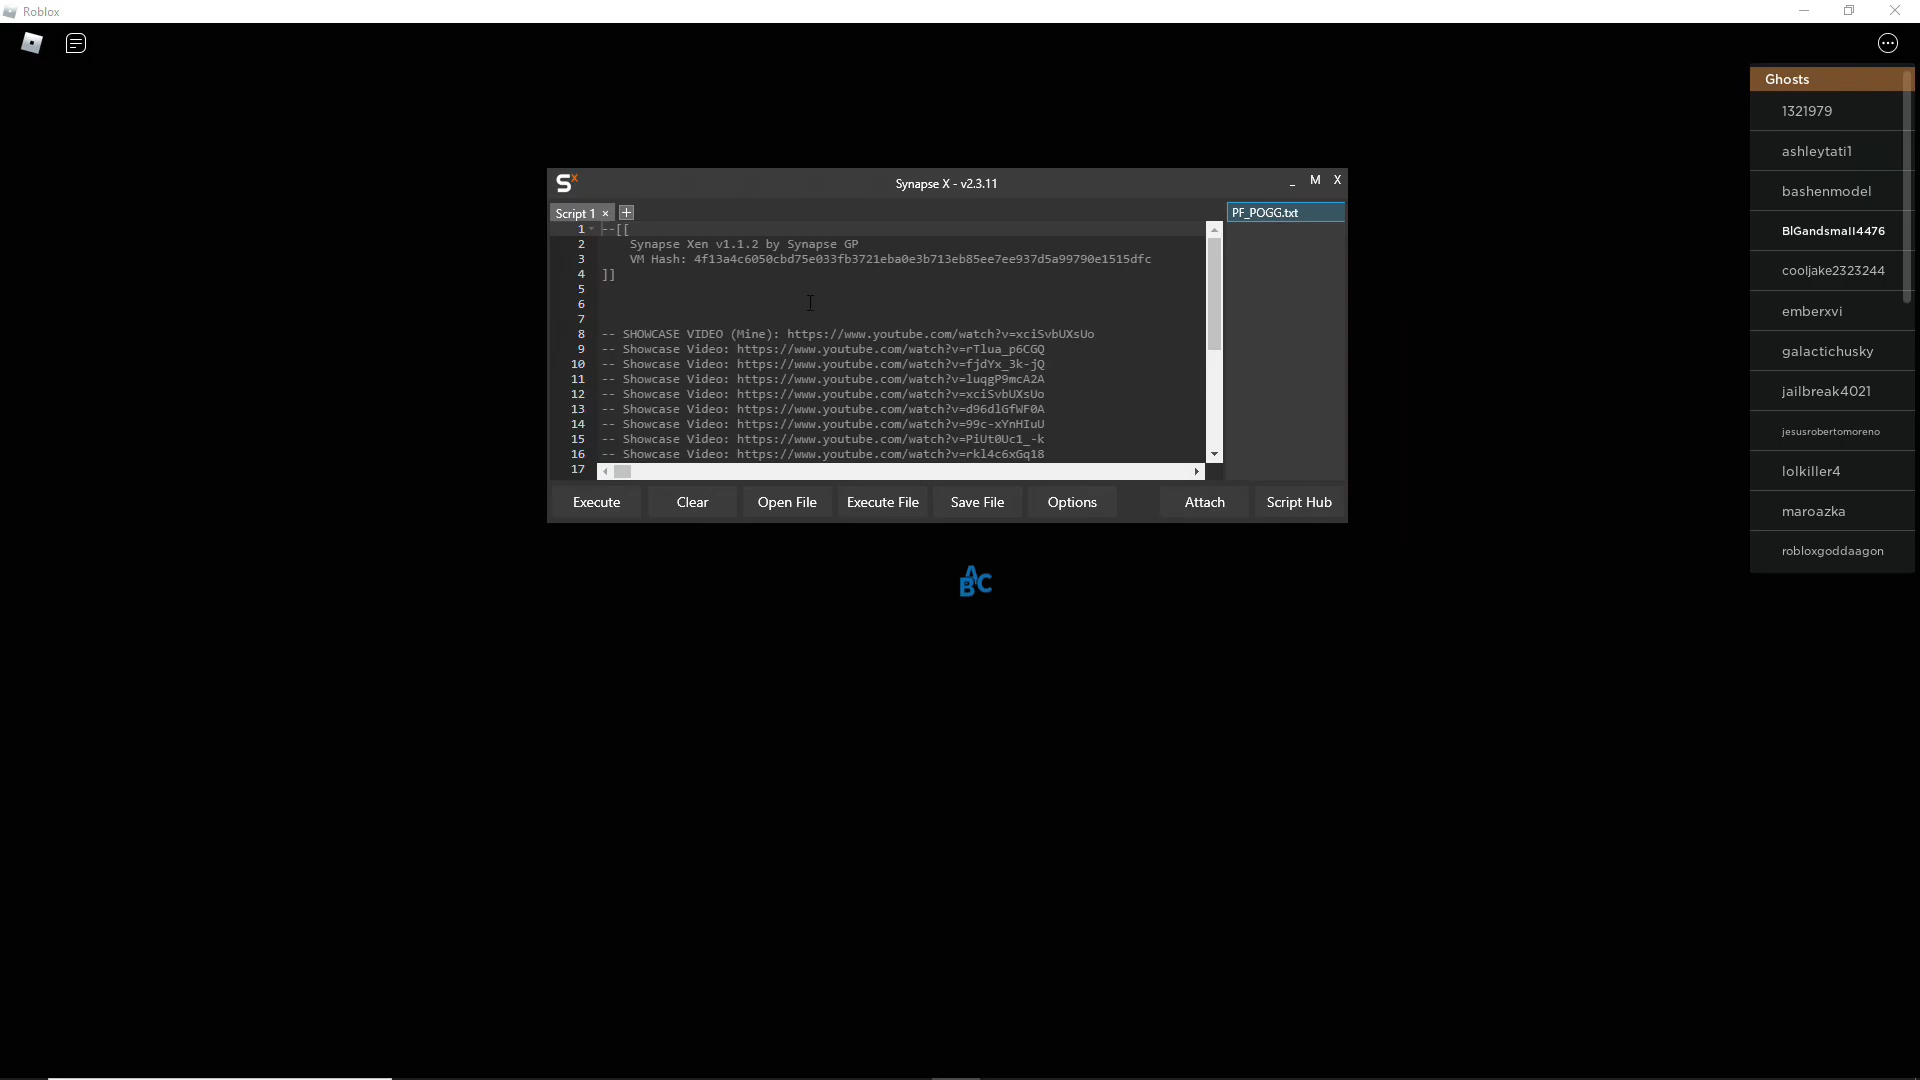 Roblox
Synapse X - v2.3.11
_ M X
Script 1 × +
PF_POGG.txt
1 --[[
2 Synapse Xen v1.1.2 by Synapse GP
3 VM Hash: 4f13a4c6050cbd75e033fb3721eba0e3b713eb85ee7ee937d5a99790e1515dfc
4 ]]
5
6
7
8 -- SHOWCASE VIDEO (Mine): https://www.youtube.com/watch?v=xciSvbUXsUo
9 -- Showcase Video: https://www.youtube.com/watch?v=rTlua_p6CGQ
10 -- Showcase Video: https://www.youtube.com/watch?v=fjdYx_3k-jQ
11 -- Showcase Video: https://www.youtube.com/watch?v=luqgP9mcA2A
12 -- Showcase Video: https://www.youtube.com/watch?v=xciSvbUXsUo
13 -- Showcase Video: https://www.youtube.com/watch?v=d96dlGfWF0A
14 -- Showcase Video: https://www.youtube.com/watch?v=99c-xYnHIuU
15 -- Showcase Video: https://www.youtube.com/watch?v=PiUt0Uc1_-k
16 -- Showcase Video: https://www.youtube.com/watch?v=rkl4c6xGq18
17
Execute Clear Open File Execute File Save File Options Attach Script Hub
ABC
Ghosts
1321979
ashleytati1
bashenmodel
BIGandsmall4476
cooljake2323244
emberxvi
galactichusky
jailbreak4021
jesusrobertomoreno
lolkiller4
maroazka
robloxgoddaagon